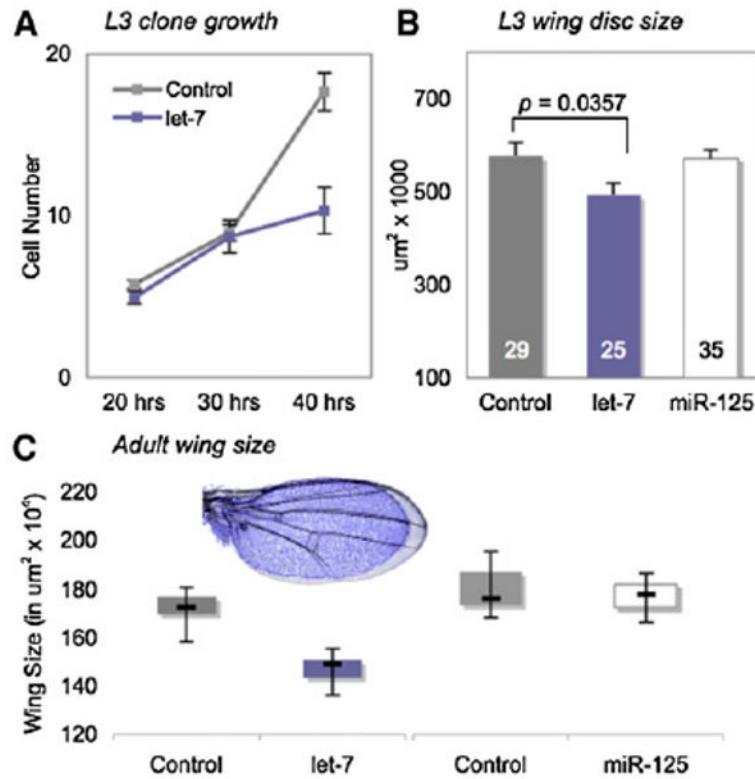 A L3 clone growth
20
10
0
Cell Number
Control
let-7
20 hrs 30 hrs 40 hrs
B L3 wing disc size
700
500
300
100
um² x 1000
p = 0.0357
29 25 35
Control let-7 miR-125
C Adult wing size
220
200
180
160
140
120
Wing Size (in um² x 10⁴)
Control let-7 Control miR-125